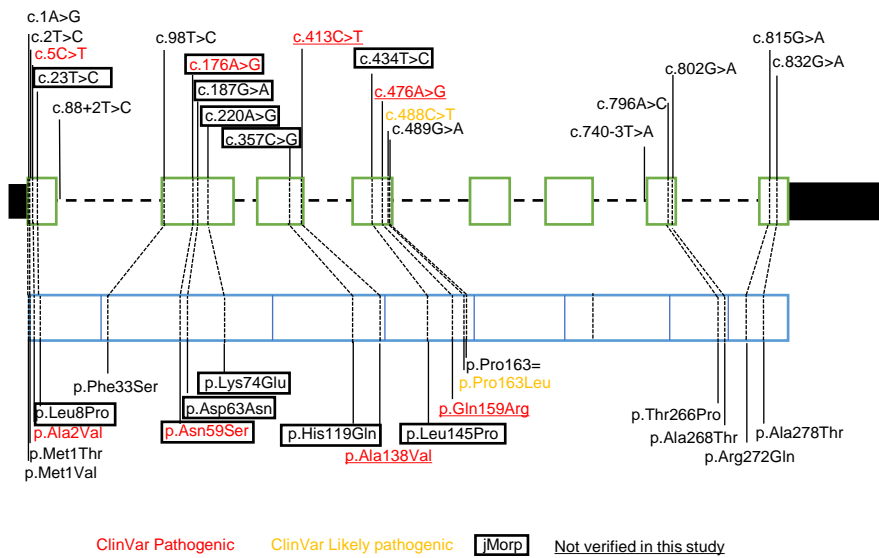 c.1A>G
c.2T>C
c.5C>T
c.23T>C
c.88+2T>C
c.98T>C
c.176A>G
c.187G>A
c.220A>G
c.357C>G
c.413C>T
c.434T>C
c.476A>G
c.488C>T
c.489G>A
c.740-3T>A
c.796A>C
c.802G>A
c.815G>A
c.832G>A
p.Leu8Pro
p.Ala2Val
p.Met1Thr
p.Met1Val
p.Phe33Ser
p.Lys74Glu
p.Asp63Asn
p.Asn59Ser
p.His119Gln
p.Ala138Val
p.Leu145Pro
p.Gln159Arg
p.Pro163Leu
p.Pro163=
p.Thr266Pro
p.Ala268Thr
p.Arg272Gln
p.Ala278Thr
ClinVar Pathogenic
ClinVar Likely pathogenic
jMorp
Not verified in this study